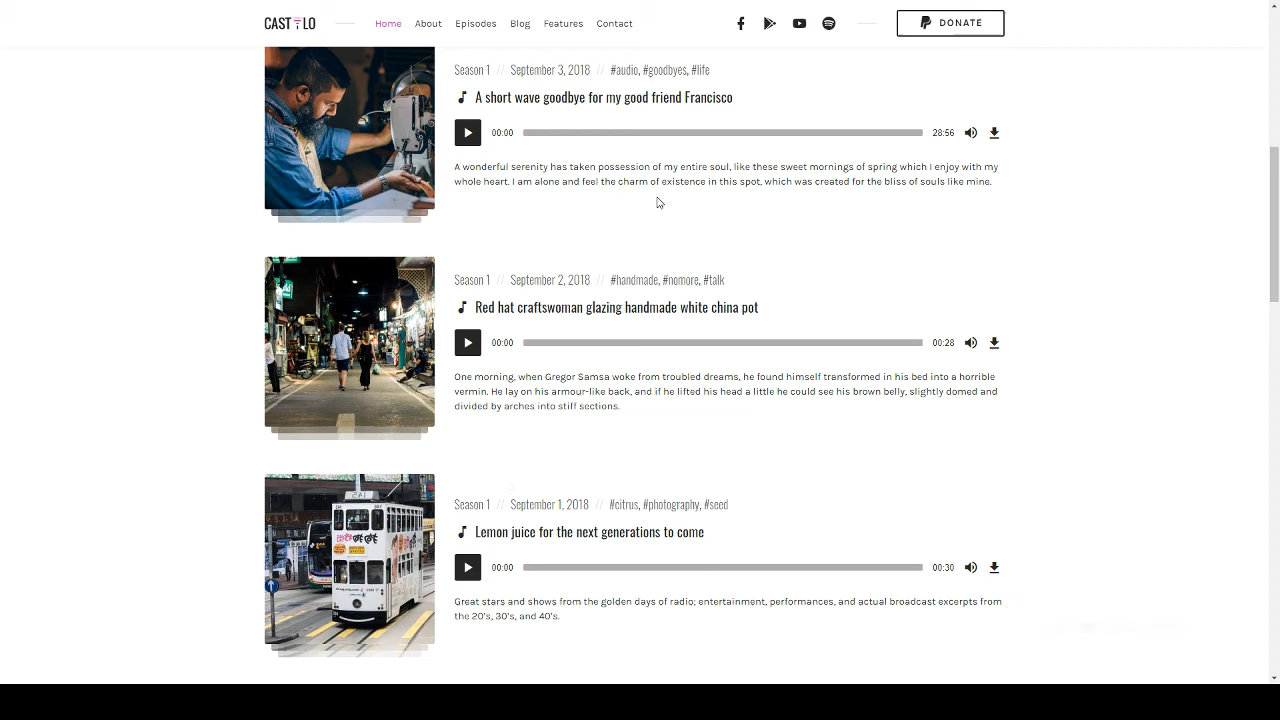 CAST LO
Home About Episodes Blog Features Contact
DONATE
Season 1 // September 3, 2018 // #audio, #goodbyes, #life
A short wave goodbye for my good friend Francisco
00:00 28:56
A wonderful serenity has taken possession of my entire soul, like these sweet mornings of spring which I enjoy with my
whole heart. I am alone and feel the charm of existence in this spot, which was created for the bliss of souls like mine.
Season 1 // September 2, 2018 // #handmade, #nomore, #talk
Red hat craftswoman glazing handmade white china pot
00:00 00:28
One morning, when Gregor Samsa woke from troubled dreams, he found himself transformed in his bed into a horrible
vermin. He lay on his armour-like back, and if he lifted his head a little he could see his brown belly, slightly domed and
divided by arches into stiff sections.
Season 1 // September 1, 2018 // #citrus, #photography, #seed
Lemon juice for the next generations to come
00:00 00:30
Great stars and shows from the golden days of radio; entertainment, performances, and actual broadcast excerpts from
the 20's, 30's, and 40's.